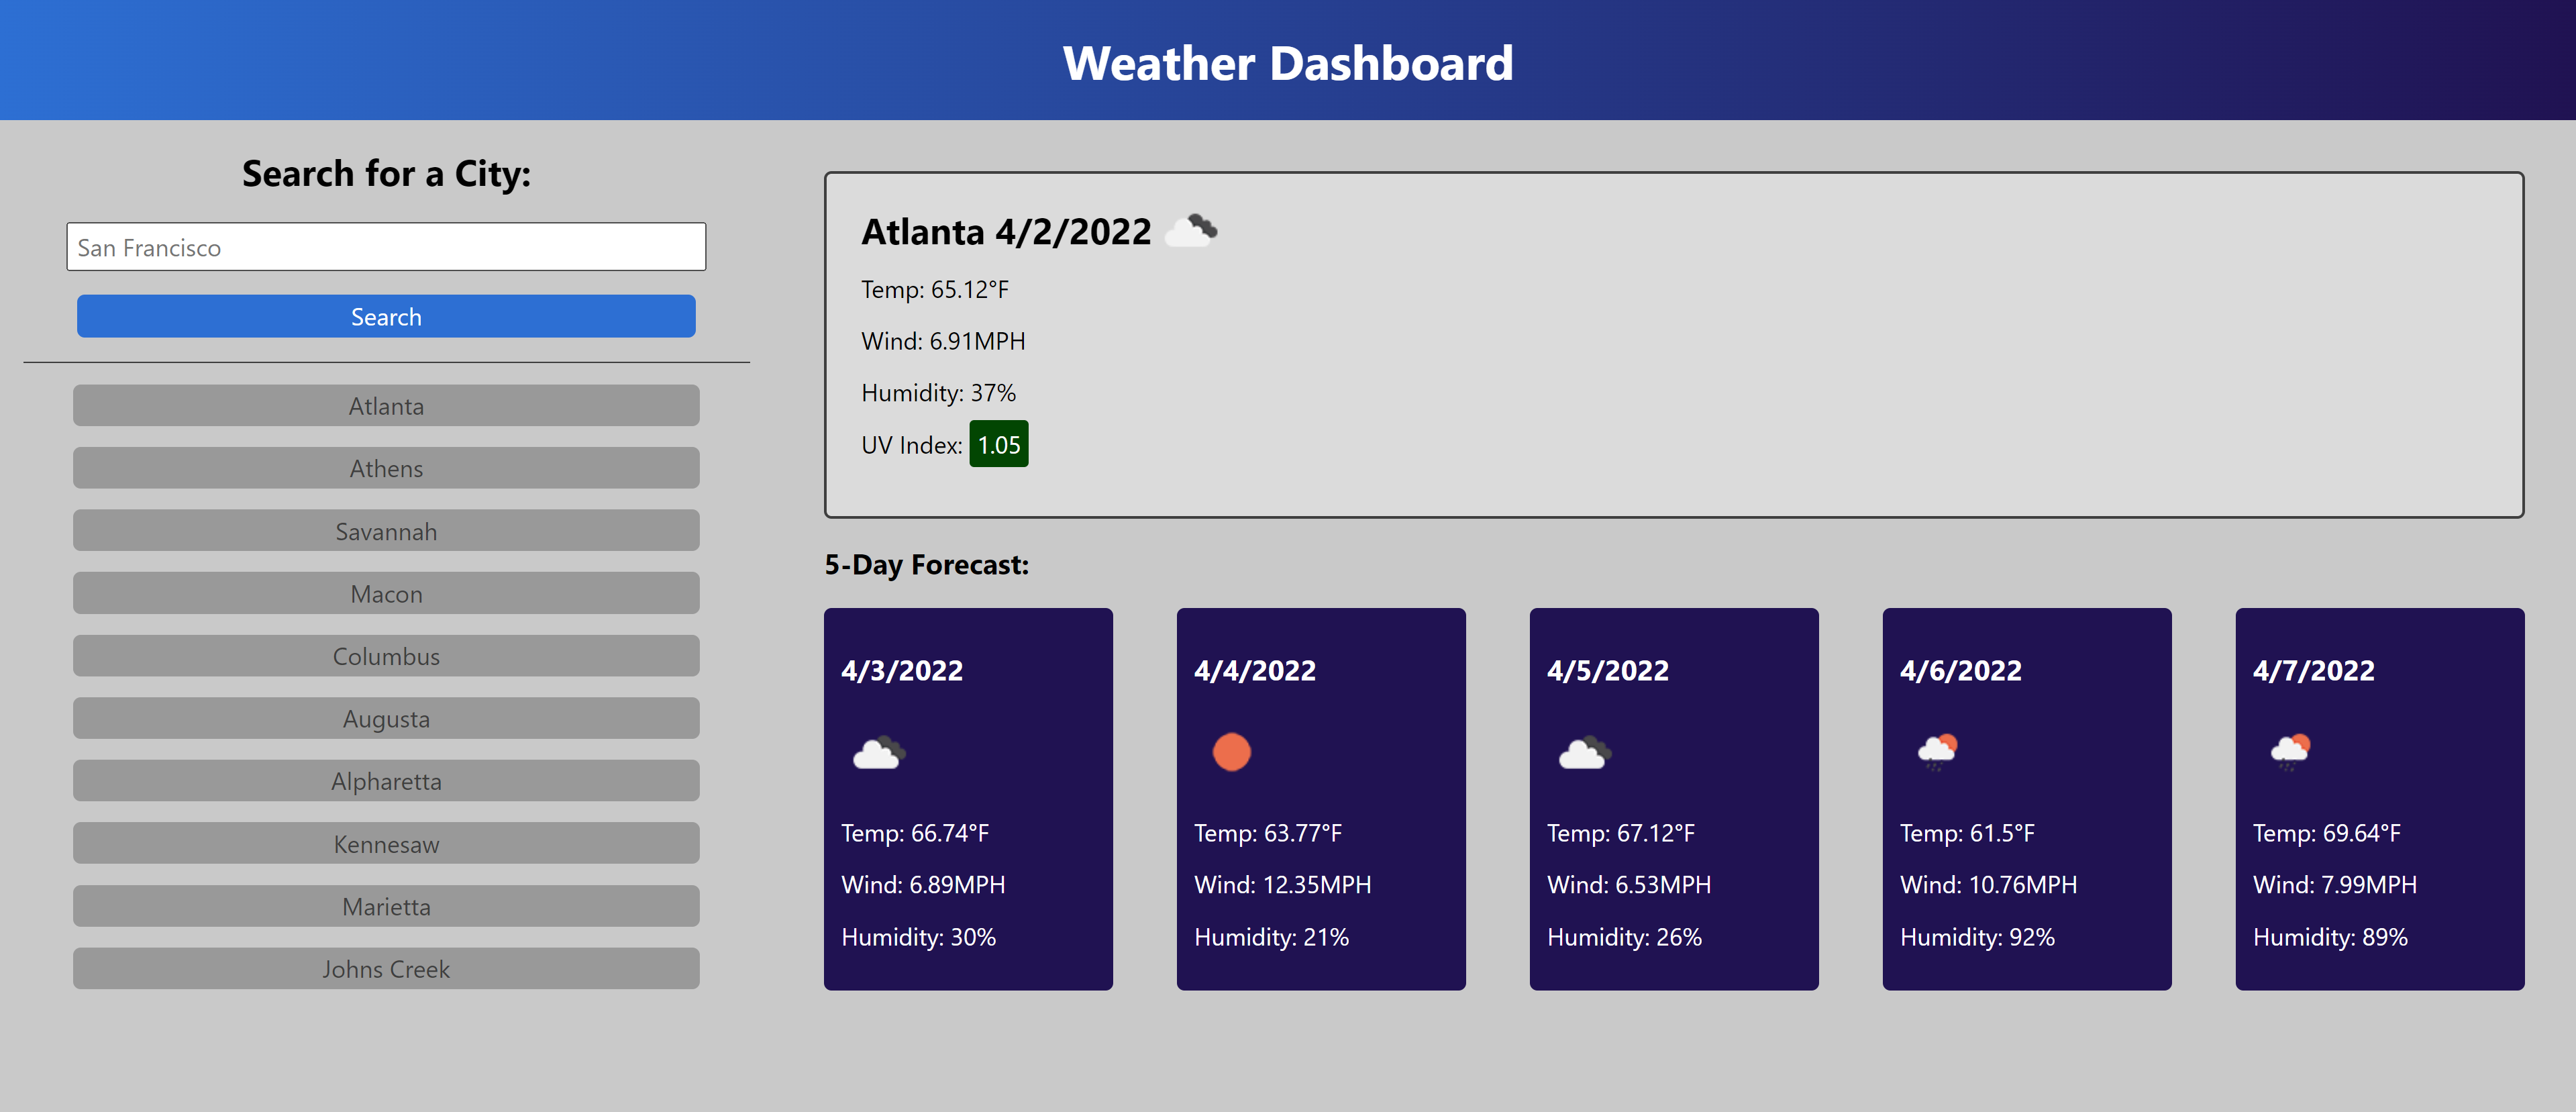 Weather Dashboard
Search for a City:
San Francisco
Search
Atlanta
Athens
Savannah
Macon
Columbus
Augusta
Alpharetta
Kennesaw
Marietta
Johns Creek
Atlanta 4/2/2022
Temp: 65.12°F
Wind: 6.91MPH
Humidity: 37%
UV Index: 1.05
5-Day Forecast:
4/3/2022
Temp: 66.74°F
Wind: 6.89MPH
Humidity: 30%
4/4/2022
Temp: 63.77°F
Wind: 12.35MPH
Humidity: 21%
4/5/2022
Temp: 67.12°F
Wind: 6.53MPH
Humidity: 26%
4/6/2022
Temp: 61.5°F
Wind: 10.76MPH
Humidity: 92%
4/7/2022
Temp: 69.64°F
Wind: 7.99MPH
Humidity: 89%